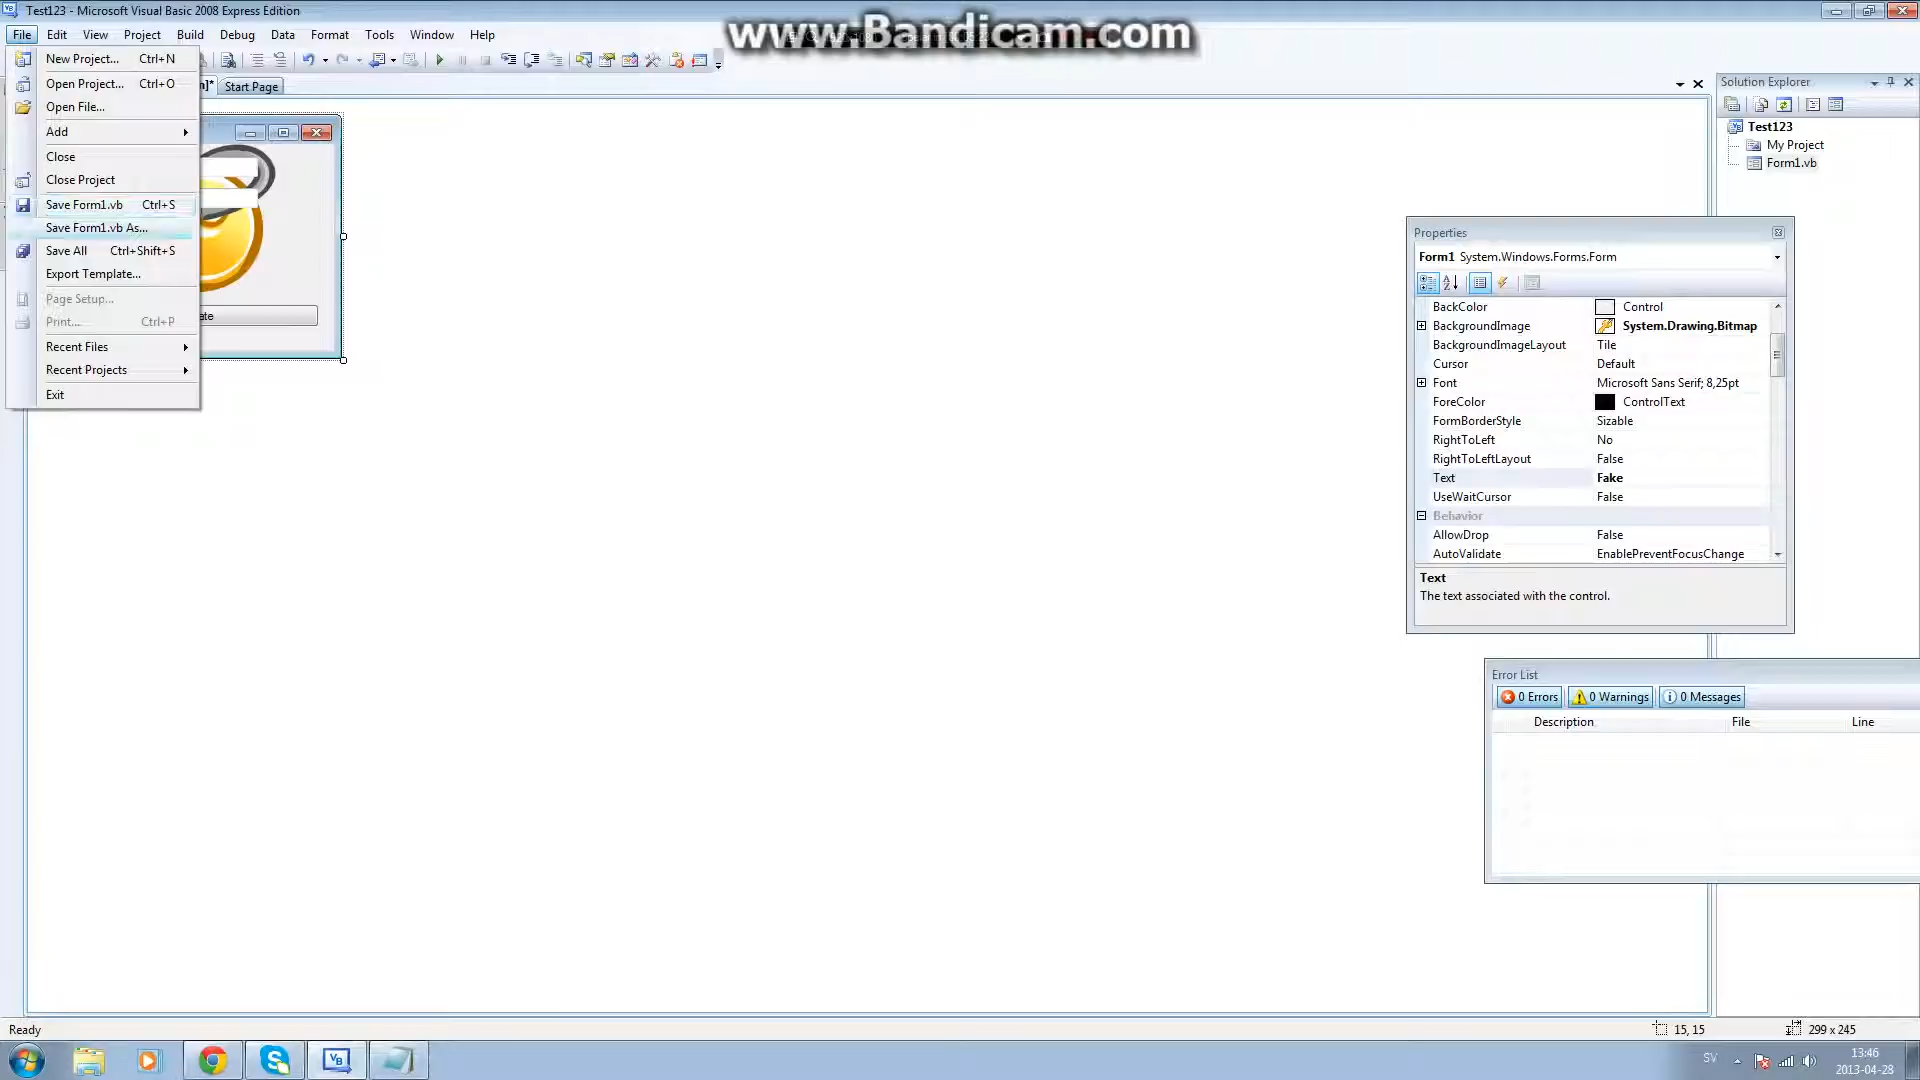 Test123 - Microsoft Visual Basic 2008 Express Edition
www.Bandicam.com
File Edit View Project Build Debug Data Format Tools Window Help
New Project... Ctrl+N
Open Project... Ctrl+O
Open File...
Add
Close
Close Project
Save Form1.vb Ctrl+S
Save Form1.vb As...
Save All Ctrl+Shift+S
Export Template...
Page Setup...
Print... Ctrl+P
Recent Files
Recent Projects
Exit
n]* Start Page
ate
Solution Explorer
Test123
My Project
Form1.vb
Properties
Form1 System.Windows.Forms.Form
BackColor Control
BackgroundImage System.Drawing.Bitmap
BackgroundImageLayout Tile
Cursor Default
Font Microsoft Sans Serif; 8,25pt
ForeColor ControlText
FormBorderStyle Sizable
RightToLeft No
RightToLeftLayout False
Text Fake
UseWaitCursor False
Behavior
AllowDrop False
AutoValidate EnablePreventFocusChange
Text
The text associated with the control.
Error List
0 Errors 0 Warnings 0 Messages
Description File Line
Ready 15, 15 299 x 245
SV 13:46
2013-04-28